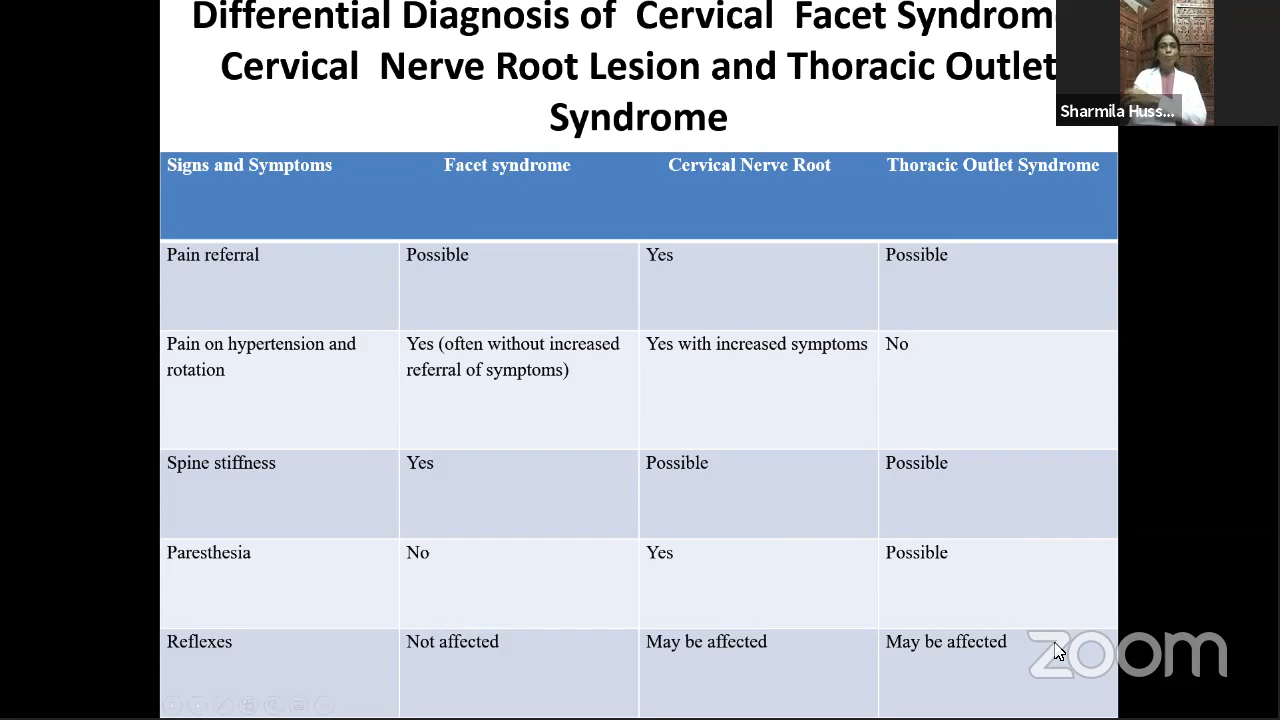 Differential Diagnosis of Cervical Facet Syndrome
Cervical Nerve Root Lesion and Thoracic Outlet
Syndrome
Sharmila Huss...
Signs and Symptoms
Facet syndrome
Cervical Nerve Root
Thoracic Outlet Syndrome
Pain referral
Possible
Yes
Possible
Pain on hypertension and
rotation
Yes (often without increased
referral of symptoms)
Yes with increased symptoms
No
Spine stiffness
Yes
Possible
Possible
Paresthesia
No
Yes
Possible
Reflexes
Not affected
May be affected
May be affected
zoom